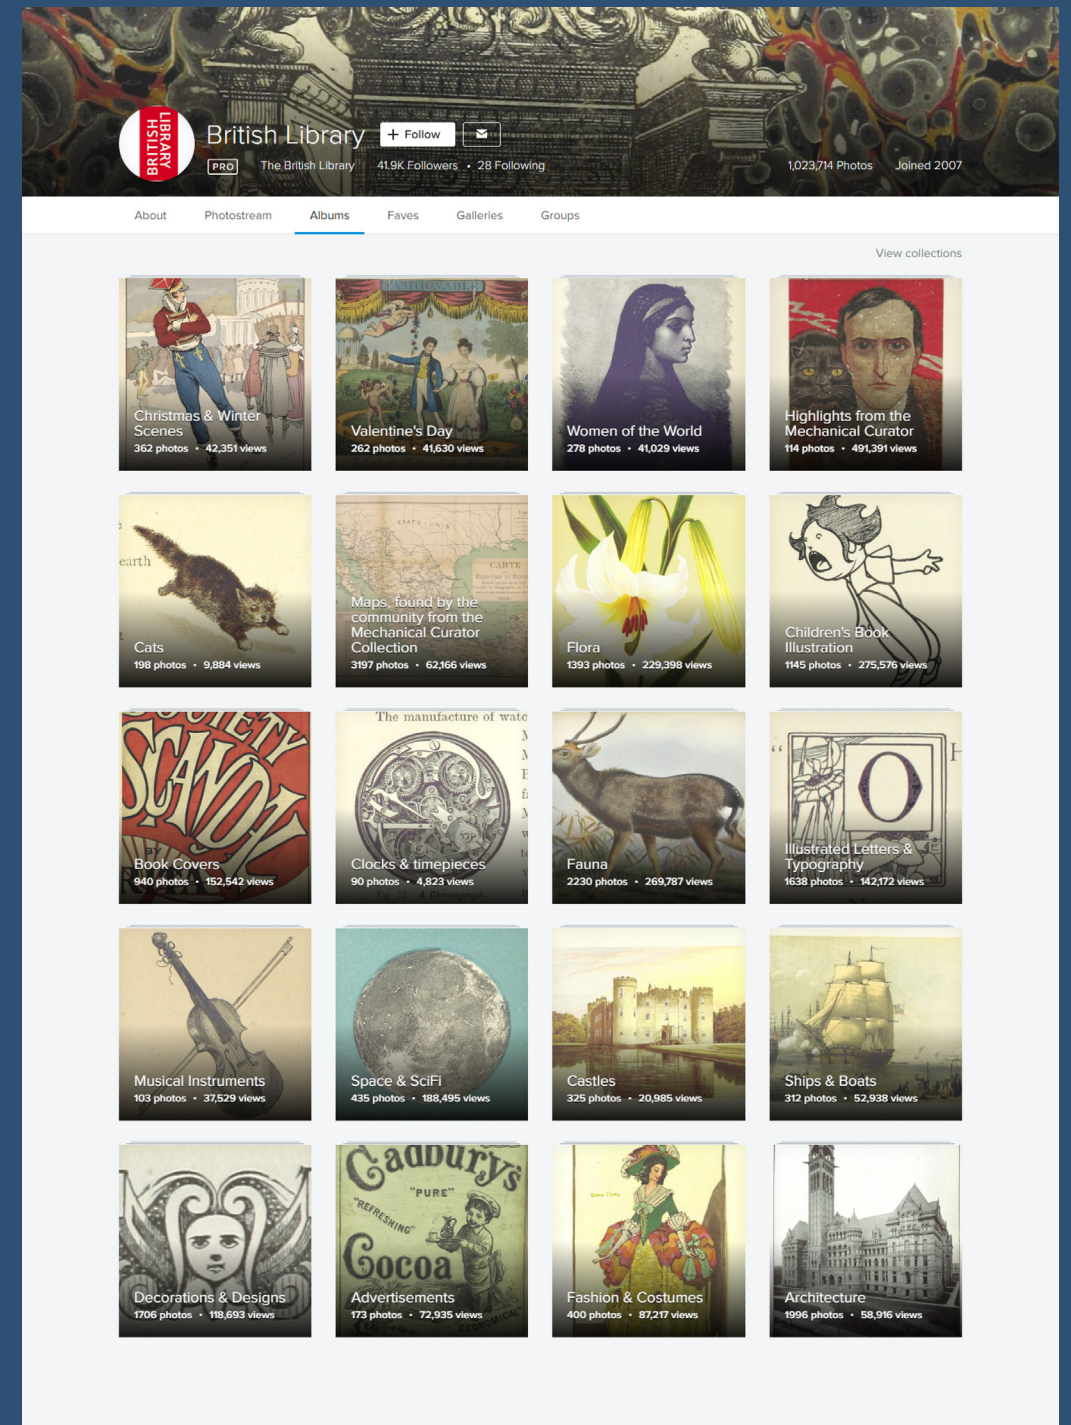 BRITISH
LIBRARY
British Library
+ Follow
PRO
The British Library
41.9K Followers • 28 Following
1,023,714 Photos
Joined 2007
About
Photostream
Albums
Faves
Galleries
Groups
View collections
Christmas & Winter
Scenes
362 photos • 42,351 views
FASHIONABLE
Valentine's Day
262 photos • 41,630 views
Women of the World
278 photos • 41,029 views
Highlights from the
Mechanical Curator
114 photos • 491,391 views
earth
Cats
198 photos • 9,884 views
CARTE
Maps, found by the
community from the
Mechanical Curator
Collection
3197 photos • 62,166 views
Flora
1393 photos • 229,398 views
Children's Book
Illustration
1145 photos • 275,576 views
SOCIETY
SCANDAL
BY
Book Covers
940 photos • 152,542 views
The manufacture of watc
Clocks & timepieces
90 photos • 4,823 views
Fauna
2230 photos • 269,787 views
O
Illustrated Letters &
Typography
1638 photos • 142,172 views
Musical Instruments
103 photos • 37,529 views
Space & SciFi
435 photos • 188,495 views
Castles
325 photos • 20,985 views
Ships & Boats
312 photos • 52,938 views
Decorations & Designs
1706 photos • 118,693 views
Cadbury's
"PURE"
"REFRESHING"
Cocoa
ECONOMICAL"
Advertisements
173 photos • 72,935 views
Fashion & Costumes
400 photos • 87,217 views
Architecture
1996 photos • 58,916 views